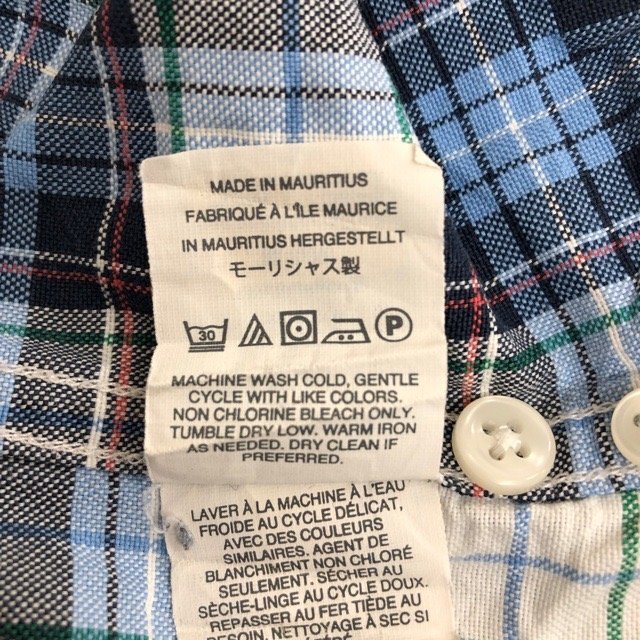 MADE IN MAURITIUS
FABRIQUÉ À L'ÎLE MAURICE
IN MAURITIUS HERGESTELLT
モーリシャス製
30 P
MACHINE WASH COLD, GENTLE
CYCLE WITH LIKE COLORS.
NON CHLORINE BLEACH ONLY.
TUMBLE DRY LOW. WARM IRON
AS NEEDED. DRY CLEAN IF
PREFERRED.
LAVER À LA MACHINE À L'EAU
FROIDE AU CYCLE DÉLICAT,
AVEC DES COULEURS
SIMILAIRES. AGENT DE
BLANCHIMENT NON CHLORÉ
SEULEMENT. SÉCHER AU
SÈCHE-LINGE AU CYCLE DOUX.
REPASSER AU FER TIÈDE AU
BESOIN. NETTOYAGE À SEC SI
PRÉFÉRÉ